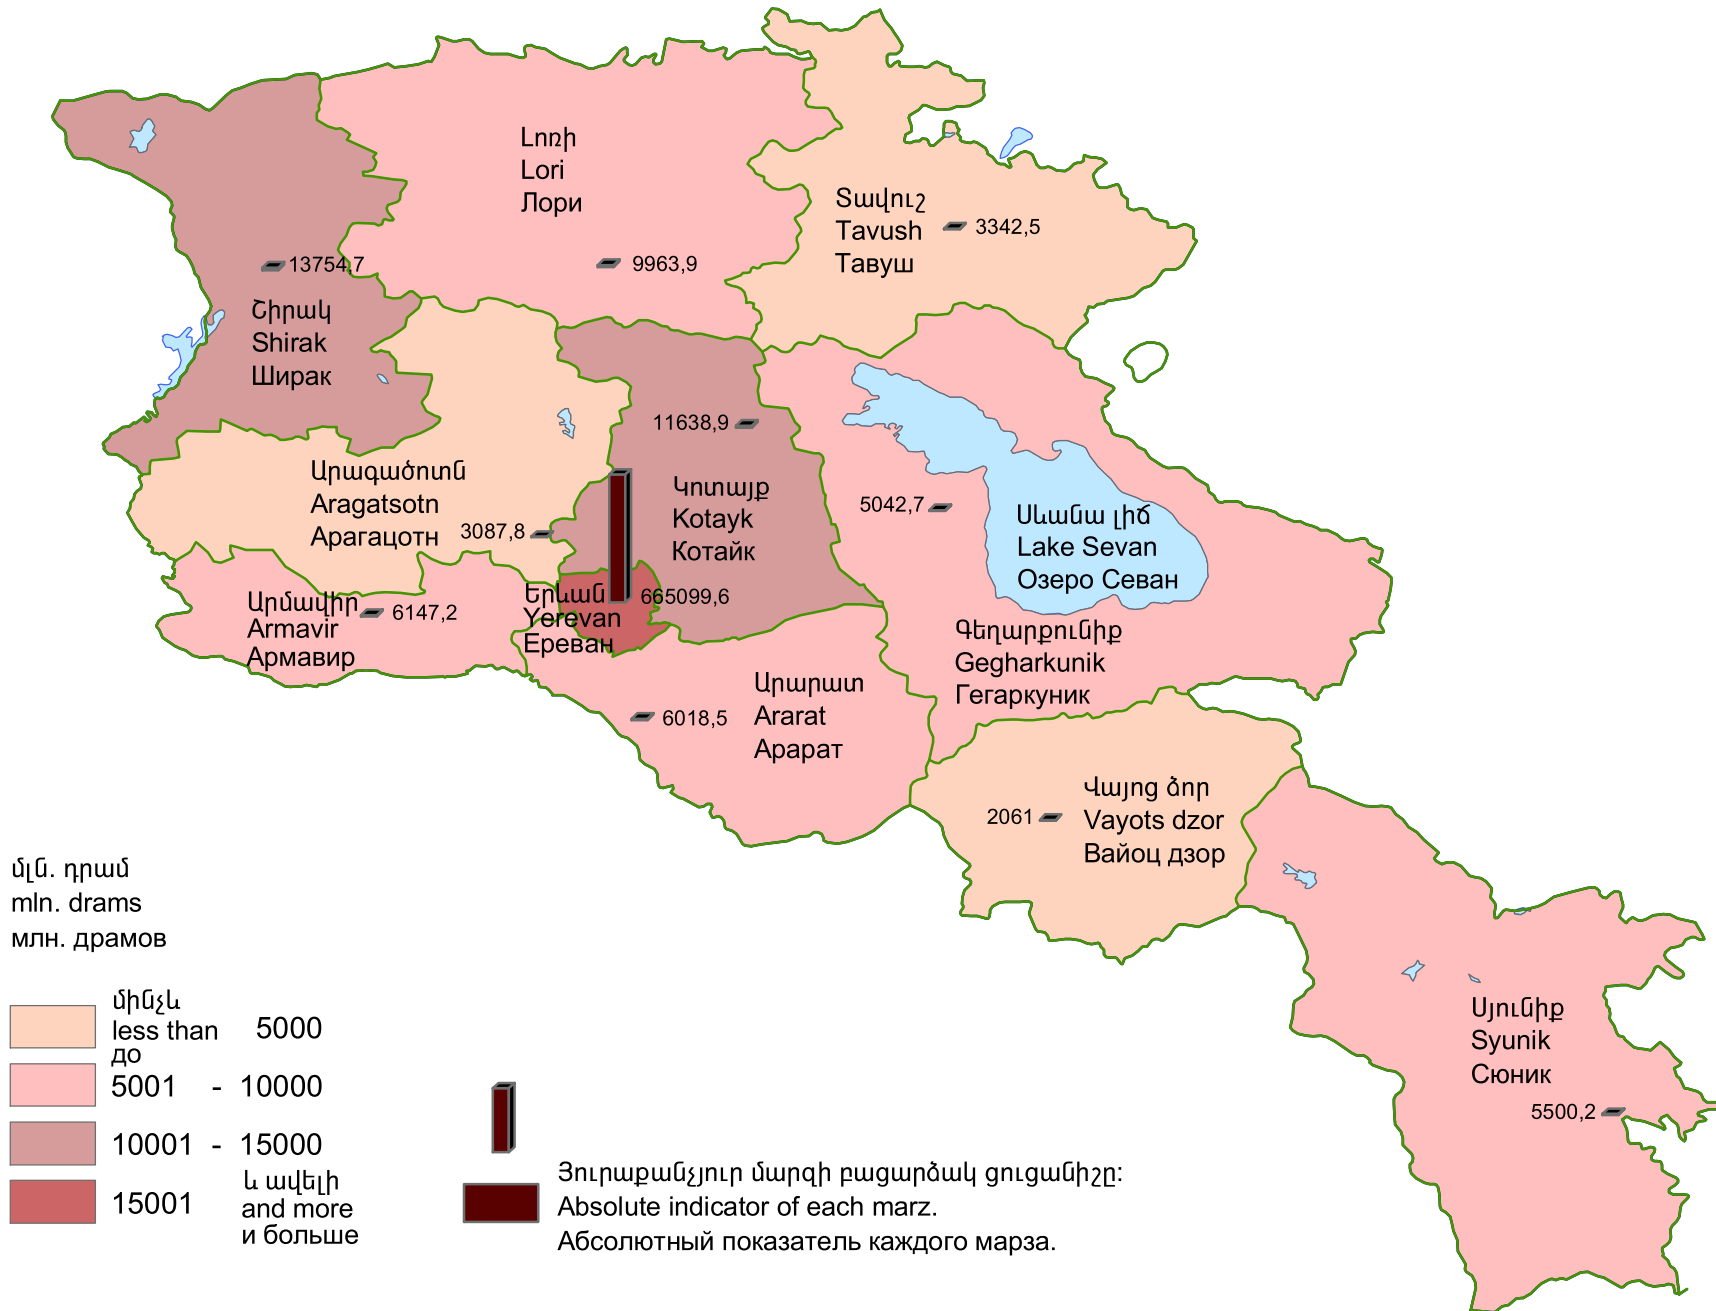 Լոռի
Lori
Лори
9963,9
Տավուշ
Tavush
Тавуш
3342,5
13754,7
Շիրակ
Shirak
Ширак
11638,9
Կոտայք
Kotayk
Котайк
Արագածոտն
Aragatsotn
Арагацотн
3087,8
5042,7
Սևանա լիճ
Lake Sevan
Озеро Севан
Գեղարքունիք
Gegharkunik
Гегаркуник
Արմավիր
Armavir
Армавир
6147,2
Երևան
Yerevan
Ереван
665099,6
Արարատ
Ararat
Арарат
6018,5
2061
Վայոց ձոր
Vayots dzor
Вайоц дзор
Սյունիք
Syunik
Сюник
5500,2
մլն. դրամ
mln. drams
млн. драмов
մինչև
less than 5000
до
5001 - 10000
10001 - 15000
15001
և ավելի
and more
и больше
Յուրաքանչյուր մարզի բացարձակ ցուցանիշը:
Absolute indicator of each marz.
Абсолютный показатель каждого марза.